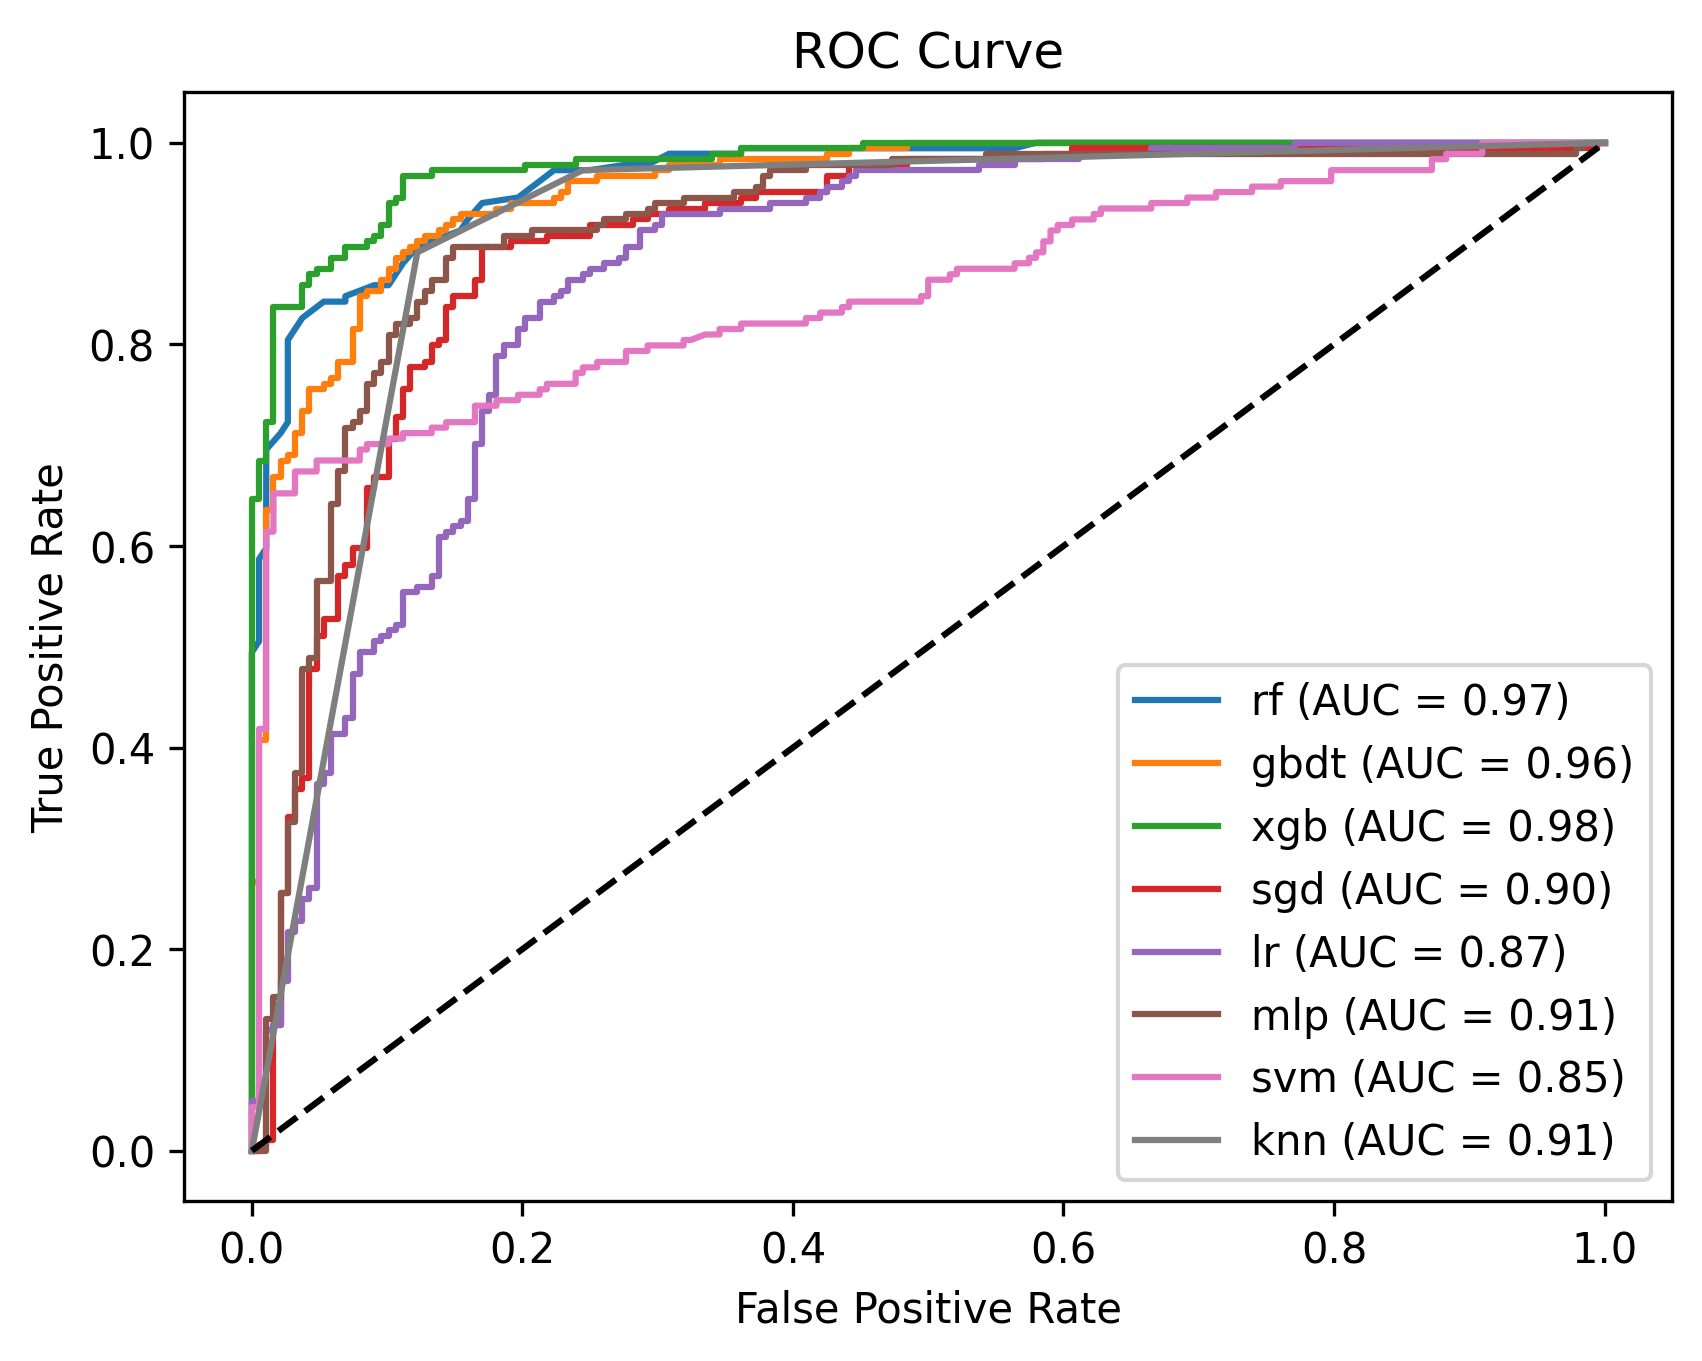 ROC Curve
True Positive Rate
1.0
0.8
0.6
0.4
0.2
0.0
rf (AUC = 0.97)
gbdt (AUC = 0.96)
xgb (AUC = 0.98)
sgd (AUC = 0.90)
lr (AUC = 0.87)
mlp (AUC = 0.91)
svm (AUC = 0.85)
knn (AUC = 0.91)
0.0 0.2 0.4 0.6 0.8 1.0
False Positive Rate